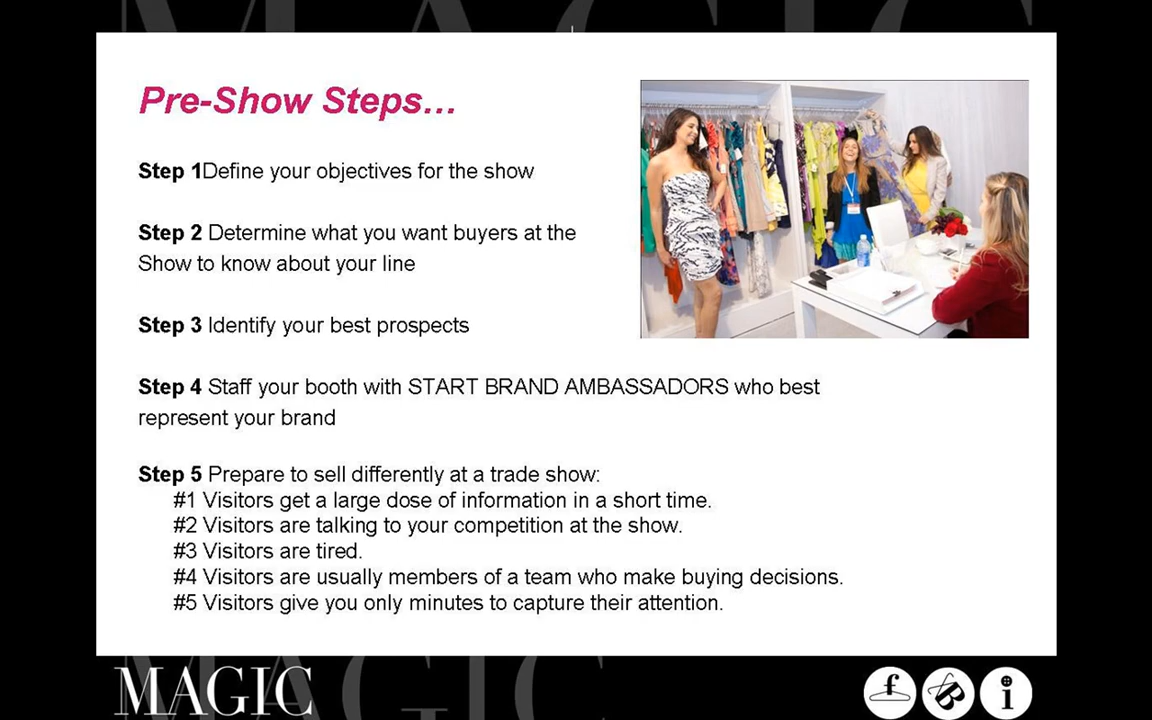 Pre-Show Steps...
Step 1Define your objectives for the show
Step 2 Determine what you want buyers at the
Show to know about your line
Step 3 Identify your best prospects
Step 4 Staff your booth with START BRAND AMBASSADORS who best
represent your brand
Step 5 Prepare to sell differently at a trade show:
#1 Visitors get a large dose of information in a short time.
#2 Visitors are talking to your competition at the show.
#3 Visitors are tired.
#4 Visitors are usually members of a team who make buying decisions.
#5 Visitors give you only minutes to capture their attention.
MAGIC
f B i